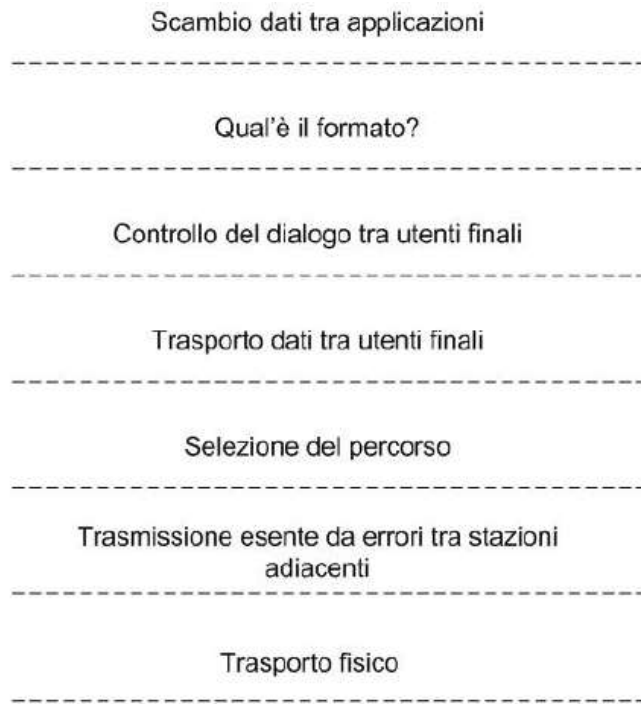 Scambio dati tra applicazioni
Qual'è il formato?
Controllo del dialogo tra utenti finali
Trasporto dati tra utenti finali
Selezione del percorso
Trasmissione esente da errori tra stazioni
adiacenti
Trasporto fisico